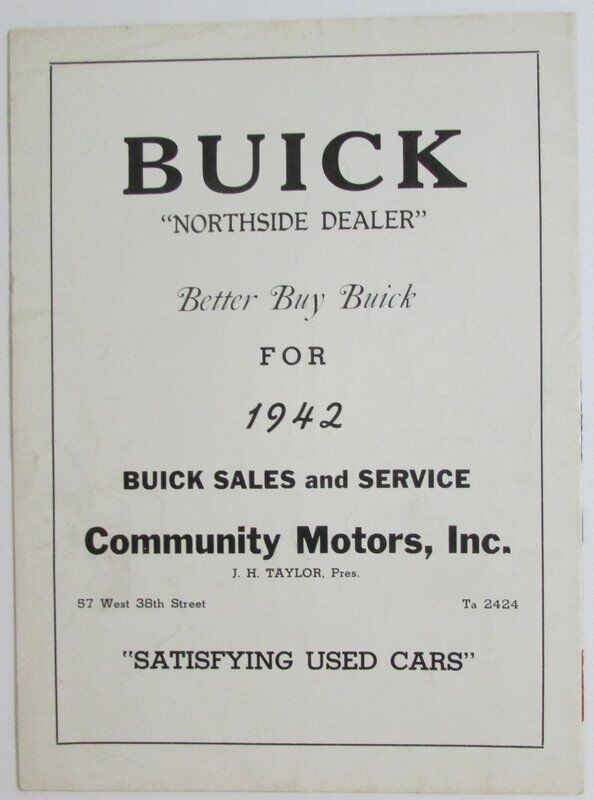 BUICK
"NORTHSIDE DEALER"
Better Buy Buick
FOR
1942
BUICK SALES and SERVICE
Community Motors, Inc.
J. H. TAYLOR, Pres.
57 West 38th Street Ta 2424
"SATISFYING USED CARS"